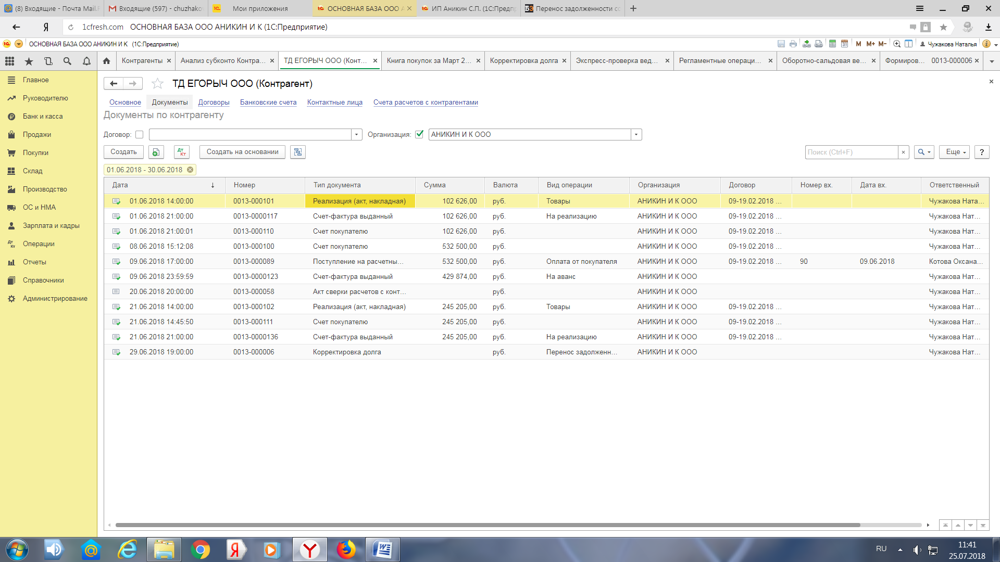 (8) Входящие - Почта Mail.R
Входящие (597) - chuzhako
Мои приложения
ОСНОВНАЯ БАЗА ООО А
ИП Аникин С.П. (1С:Предпр
Перенос задолженности со
1cfresh.com ОСНОВНАЯ БАЗА ООО АНИКИН И К (1С:Предприятие)
ОСНОВНАЯ БАЗА ООО АНИКИН И К (1С:Предприятие)
M M+ M-
Чужакова Наталья
Контрагенты
Анализ субконто Контра...
ТД ЕГОРЫЧ ООО (Конт...
Книга покупок за Март 2...
Корректировка долга
Экспресс-проверка вед...
Регламентные операци...
Оборотно-сальдовая ве...
Формиров... 0013-000006
Главное
Руководителю
Банк и касса
Продажи
Покупки
Склад
Производство
ОС и НМА
Зарплата и кадры
Операции
Отчеты
Справочники
Администрирование
ТД ЕГОРЫЧ ООО (Контрагент)
Основное Документы Договоры Банковские счета Контактные лица Счета расчетов с контрагентами
Документы по контрагенту
Договор: Организация: АНИКИН И К ООО
Создать Дт Кт Создать на основании Поиск (Ctrl+F) Еще ?
01.06.2018 - 30.06.2018
Дата Номер Тип документа Сумма Валюта Вид операции Организация Договор Номер вх. Дата вх. Ответственный
01.06.2018 14:00:00 0013-000101 Реализация (акт, накладная) 102 626,00 руб. Товары АНИКИН И К ООО 09-19.02.2018 ... Чужакова Ната...
01.06.2018 21:00:00 0013-0000117 Счет-фактура выданный 102 626,00 руб. На реализацию АНИКИН И К ООО 09-19.02.2018 ... Чужакова Нат...
01.06.2018 21:00:01 0013-000110 Счет покупателю 102 626,00 руб. АНИКИН И К ООО 09-19.02.2018 ... Чужакова Нат...
08.06.2018 15:12:08 0013-000100 Счет покупателю 532 500,00 руб. АНИКИН И К ООО 09-19.02.2018 ... Чужакова Нат...
09.06.2018 17:00:00 0013-000089 Поступление на расчетны... 532 500,00 руб. Оплата от покупателя АНИКИН И К ООО 09-19.02.2018 ... 90 09.06.2018 Котова Оксана...
09.06.2018 23:59:59 0013-0000123 Счет-фактура выданный 429 874,00 руб. На аванс АНИКИН И К ООО Чужакова Нат...
20.06.2018 20:00:00 0013-000058 Акт сверки расчетов с конт... руб. АНИКИН И К ООО Чужакова Нат...
21.06.2018 14:00:00 0013-000102 Реализация (акт, накладная) 245 205,00 руб. Товары АНИКИН И К ООО 09-19.02.2018 ... Чужакова Нат...
21.06.2018 14:45:50 0013-000111 Счет покупателю 245 205,00 руб. АНИКИН И К ООО 09-19.02.2018 ... Чужакова Нат...
21.06.2018 21:00:00 0013-0000136 Счет-фактура выданный 245 205,00 руб. На реализацию АНИКИН И К ООО 09-19.02.2018 ... Чужакова Нат...
29.06.2018 19:00:00 0013-000006 Корректировка долга руб. Перенос задолженн... АНИКИН И К ООО Чужакова Нат...
RU
11:41
25.07.2018